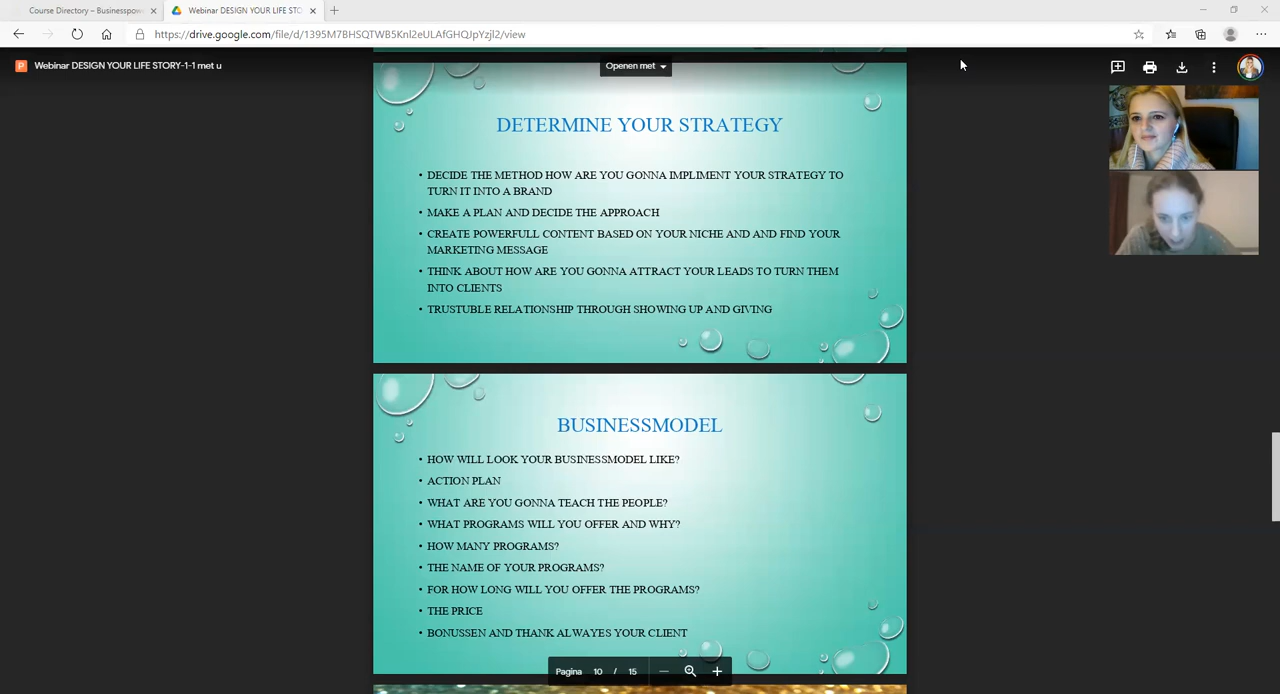 Course Directory – Businesspow
Webinar DESIGN YOUR LIFE STO
https://drive.google.com/file/d/1395M7BHSQTWB5Knl2eULAfGHQJpYzjl2/view
Webinar DESIGN YOUR LIFE STORY-1-1 met u
Openen met
DETERMINE YOUR STRATEGY
• DECIDE THE METHOD HOW ARE YOU GONNA IMPLIMENT YOUR STRATEGY TO
TURN IT INTO A BRAND
• MAKE A PLAN AND DECIDE THE APPROACH
• CREATE POWERFULL CONTENT BASED ON YOUR NICHE AND AND FIND YOUR
MARKETING MESSAGE
• THINK ABOUT HOW ARE YOU GONNA ATTRACT YOUR LEADS TO TURN THEM
INTO CLIENTS
• TRUSTUBLE RELATIONSHIP THROUGH SHOWING UP AND GIVING
BUSINESSMODEL
• HOW WILL LOOK YOUR BUSINESSMODEL LIKE?
• ACTION PLAN
• WHAT ARE YOU GONNA TEACH THE PEOPLE?
• WHAT PROGRAMS WILL YOU OFFER AND WHY?
• HOW MANY PROGRAMS?
• THE NAME OF YOUR PROGRAMS?
• FOR HOW LONG WILL YOU OFFER THE PROGRAMS?
• THE PRICE
• BONUSSEN AND THANK ALWAYES YOUR CLIENT
Pagina 10 / 15